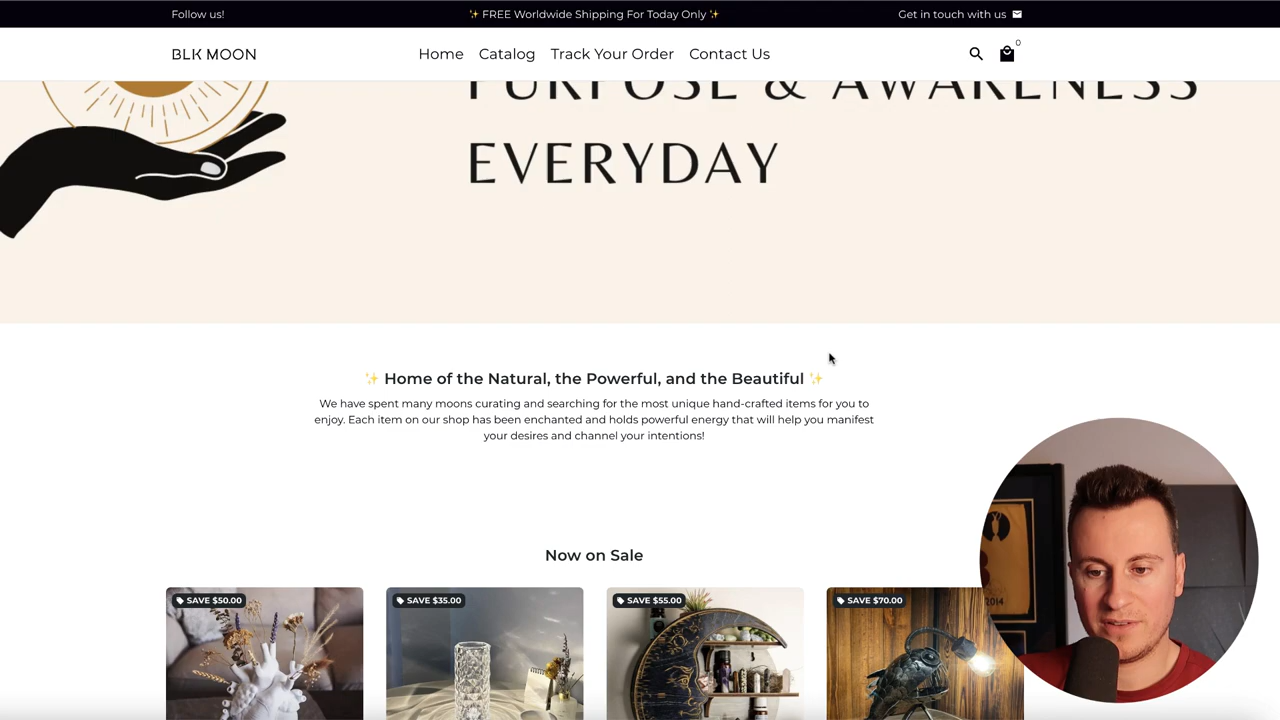 Follow us!
✨ FREE Worldwide Shipping For Today Only ✨
Get in touch with us
BLK MOON
Home
Catalog
Track Your Order
Contact Us
0
PURPOSE & AWARENESS
EVERYDAY
✨ Home of the Natural, the Powerful, and the Beautiful ✨
We have spent many moons curating and searching for the most unique hand-crafted items for you to
enjoy. Each item on our shop has been enchanted and holds powerful energy that will help you manifest
your desires and channel your intentions!
Now on Sale
SAVE $50.00
SAVE $35.00
SAVE $55.00
SAVE $70.00
2014